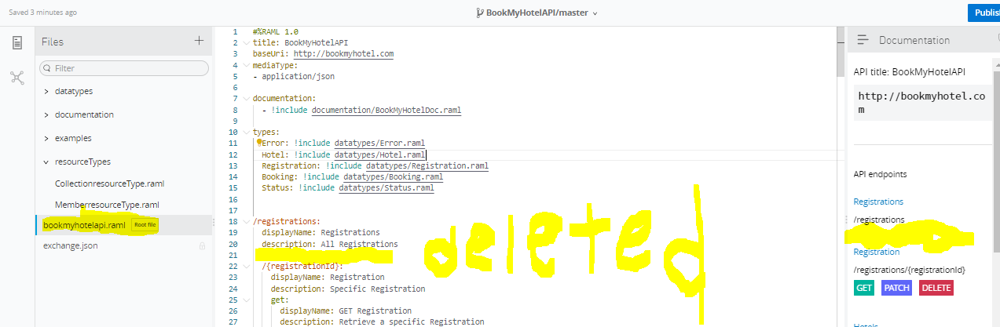 Saved 3 minutes ago
BookMyHotelAPI/master
Publis
Files
Filter
datatypes
documentation
examples
resourceTypes
CollectionresourceType.raml
MemberresourceType.raml
bookmyhotelapi.raml Root file
exchange.json
1 #%RAML 1.0
2 title: BookMyHotelAPI
3 baseUri: http://bookmyhotel.com
4 mediaType:
5 - application/json
6
7 documentation:
8 - !include documentation/BookMyHotelDoc.raml
9
10 types:
11 Error: !include datatypes/Error.raml
12 Hotel: !include datatypes/Hotel.raml
13 Registration: !include datatypes/Registration.raml
14 Booking: !include datatypes/Booking.raml
15 Status: !include datatypes/Status.raml
16
17
18 /registrations:
19 displayName: Registrations
20 description: All Registrations
21
22 /{registrationId}:
23 displayName: Registration
24 description: Specific Registration
25 get:
26 displayName: GET Registration
27 description: Retrieve a specific Registration
deleted
Documentation
API title: BookMyHotelAPI
http://bookmyhotel.co
m
API endpoints
Registrations
/registrations
Registration
/registrations/{registrationId}
GET PATCH DELETE
Hotels